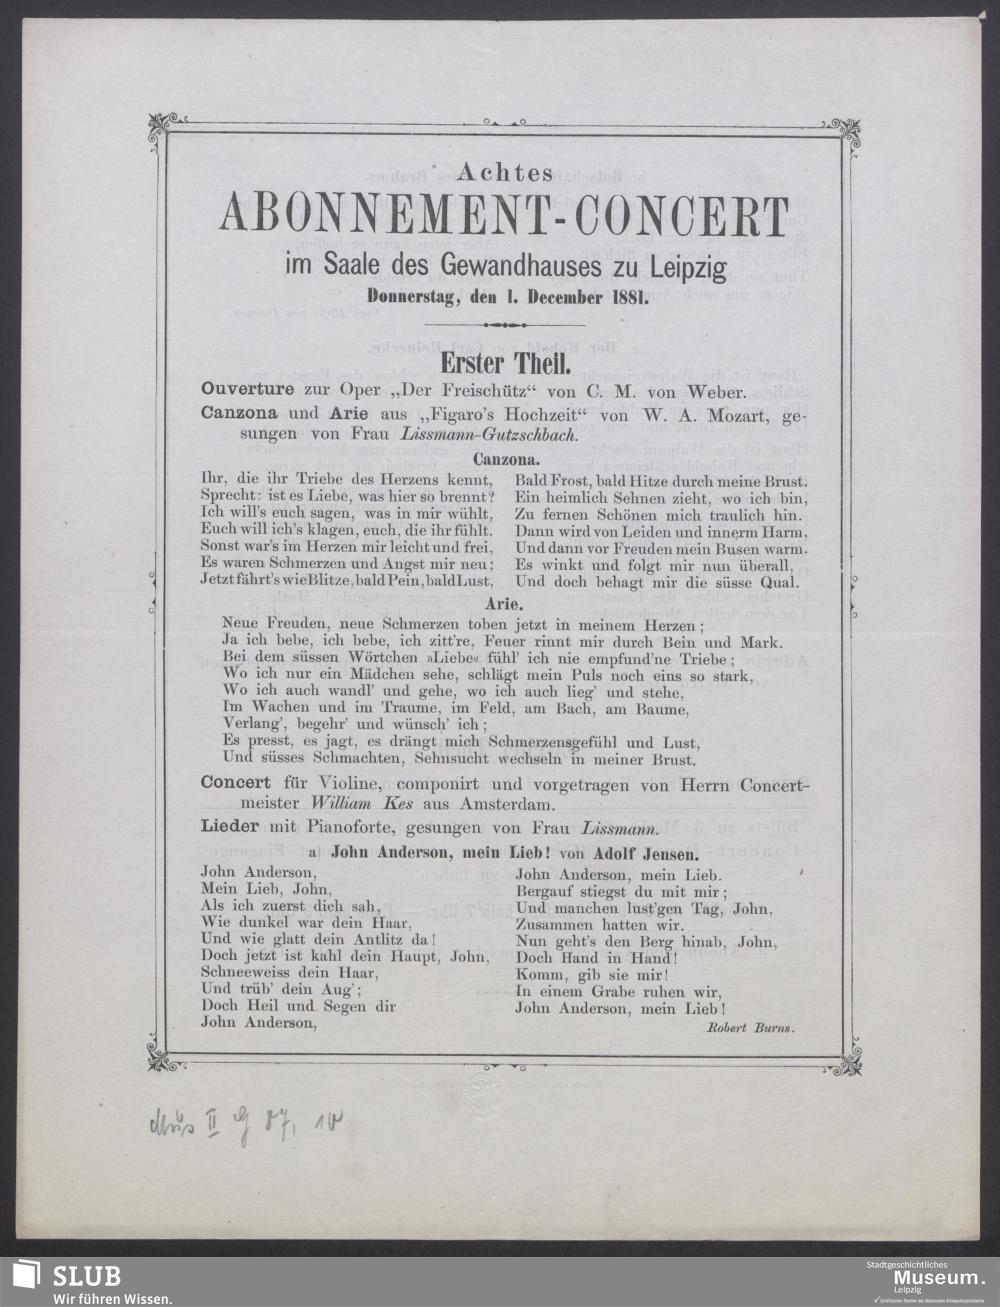 Achtes
ABONNEMENT-CONCERT
im Saale des Gewandhauses zu Leipzig
Donnerstag, den 1. December 1881.
Erster Theil.
Ouverture zur Oper „Der Freischütz“ von C. M. von Weber.
Canzona und Arie aus „Figaro's Hochzeit“ von W. A. Mozart, ge-
sungen von Frau Lissmann-Gutzschbach.
Canzona.
Ihr, die ihr Triebe des Herzens kennt,
Sprecht: ist es Liebe, was hier so brennt?
Ich will's euch sagen, was in mir wühlt,
Euch will ich's klagen, euch, die ihr fühlt.
Sonst war's im Herzen mir leicht und frei,
Es waren Schmerzen und Angst mir neu;
Jetzt fährt's wie Blitze, bald Pein, bald Lust,
Bald Frost, bald Hitze durch meine Brust.
Ein heimlich Sehnen zieht, wo ich bin,
Zu fernen Schönen mich traulich hin.
Dann wird von Leiden und innerm Harm,
Und dann vor Freuden mein Busen warm.
Es winkt und folgt mir nun überall,
Und doch behagt mir die süsse Qual.
Arie.
Neue Freuden, neue Schmerzen toben jetzt in meinem Herzen;
Ja ich bebe, ich bebe, ich zitt're, Feuer rinnt mir durch Bein und Mark.
Bei dem süssen Wörtchen »Liebe« fühl' ich nie empfund'ne Triebe;
Wo ich nur ein Mädchen sehe, schlägt mein Puls noch eins so stark,
Wo ich auch wandl' und gehe, wo ich auch lieg' und stehe,
Im Wachen und im Traume, im Feld, am Bach, am Baume,
Verlang', begehr' und wünsch' ich;
Es presst, es jagt, es drängt mich Schmerzensgefühl und Lust,
Und süsses Schmachten, Sehnsucht wechseln in meiner Brust.
Concert für Violine, componirt und vorgetragen von Herrn Concert-
meister William Kes aus Amsterdam.
Lieder mit Pianoforte, gesungen von Frau Lissmann.
a) John Anderson, mein Lieb! von Adolf Jensen.
John Anderson,
Mein Lieb, John,
Als ich zuerst dich sah,
Wie dunkel war dein Haar,
Und wie glatt dein Antlitz da!
Doch jetzt ist kahl dein Haupt, John,
Schneeweiss dein Haar,
Und trüb' dein Aug';
Doch Heil und Segen dir
John Anderson,
John Anderson, mein Lieb.
Bergauf stiegst du mit mir;
Und manchen lust'gen Tag, John,
Zusammen hatten wir.
Nun geht's den Berg hinab, John,
Doch Hand in Hand!
Komm, gib sie mir!
In einem Grabe ruhen wir,
John Anderson, mein Lieb!
Robert Burns.
Mus II
SLUB
Wir führen Wissen.
Stadtgeschichtliches
Museum.
Leipzig